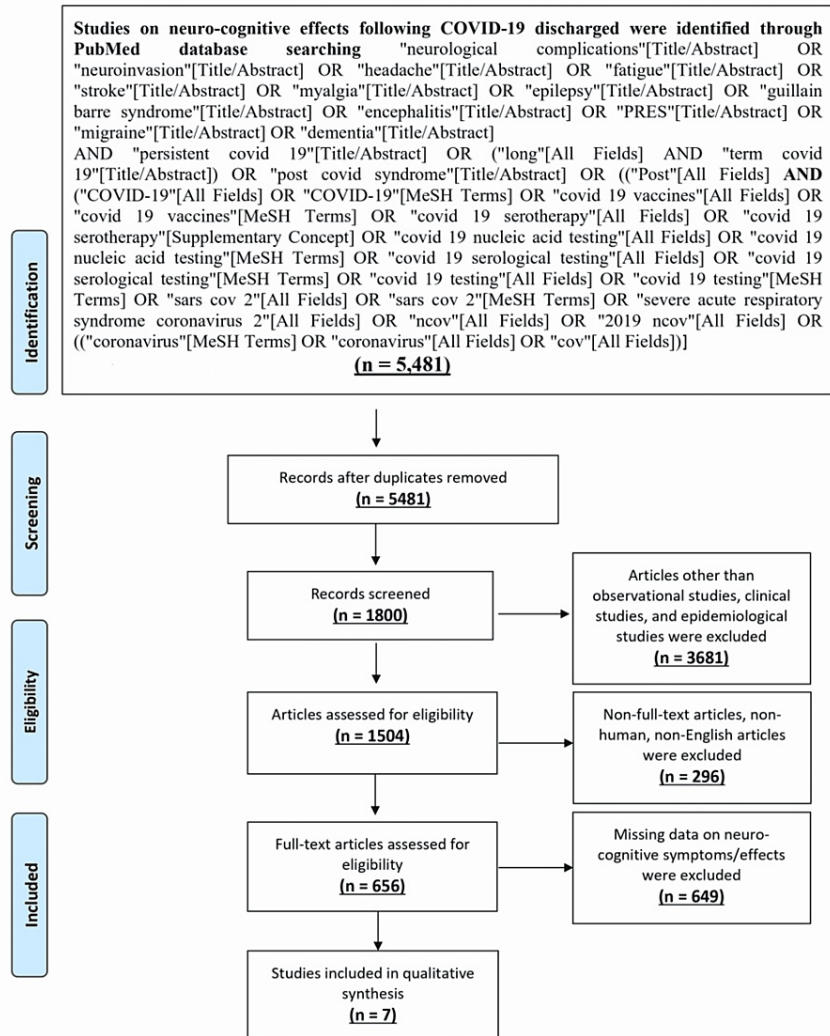 Studies on neuro-cognitive effects following COVID-19 discharged were identified through
PubMed database searching "neurological complications"[Title/Abstract] OR
"neuroinvasion"[Title/Abstract] OR "headache"[Title/Abstract] OR "fatigue"[Title/Abstract] OR
"stroke"[Title/Abstract] OR "myalgia"[Title/Abstract] OR "epilepsy"[Title/Abstract] OR "guillain
barre syndrome"[Title/Abstract] OR "encephalitis"[Title/Abstract] OR "PRES"[Title/Abstract] OR
"migraine"[Title/Abstract] OR "dementia"[Title/Abstract]
AND "persistent covid 19"[Title/Abstract] OR ("long"[All Fields] AND "term covid
19"[Title/Abstract]) OR "post covid syndrome"[Title/Abstract] OR (("Post"[All Fields] AND
("COVID-19"[All Fields] OR "COVID-19"[MeSH Terms] OR "covid 19 vaccines"[All Fields] OR
"covid 19 vaccines"[MeSH Terms] OR "covid 19 serotherapy"[All Fields] OR "covid 19
serotherapy"[Supplementary Concept] OR "covid 19 nucleic acid testing"[All Fields] OR "covid 19
nucleic acid testing"[MeSH Terms] OR "covid 19 serological testing"[All Fields] OR "covid 19
serological testing"[MeSH Terms] OR "covid 19 testing"[All Fields] OR "covid 19 testing"[MeSH
Terms] OR "sars cov 2"[All Fields] OR "sars cov 2"[MeSH Terms] OR "severe acute respiratory
syndrome coronavirus 2"[All Fields] OR "ncov"[All Fields] OR "2019 ncov"[All Fields] OR
(("coronavirus"[MeSH Terms] OR "coronavirus"[All Fields] OR "cov"[All Fields])]
(n = 5,481)
Identification
Screening
Records after duplicates removed
(n = 5481)
Records screened
(n = 1800)
Articles other than
observational studies, clinical
studies, and epidemiological
studies were excluded
(n = 3681)
Eligibility
Articles assessed for eligibility
(n = 1504)
Non-full-text articles, non-
human, non-English articles
were excluded
(n = 296)
Included
Full-text articles assessed for
eligibility
(n = 656)
Missing data on neuro-
cognitive symptoms/effects
were excluded
(n = 649)
Studies included in qualitative
synthesis
(n = 7)